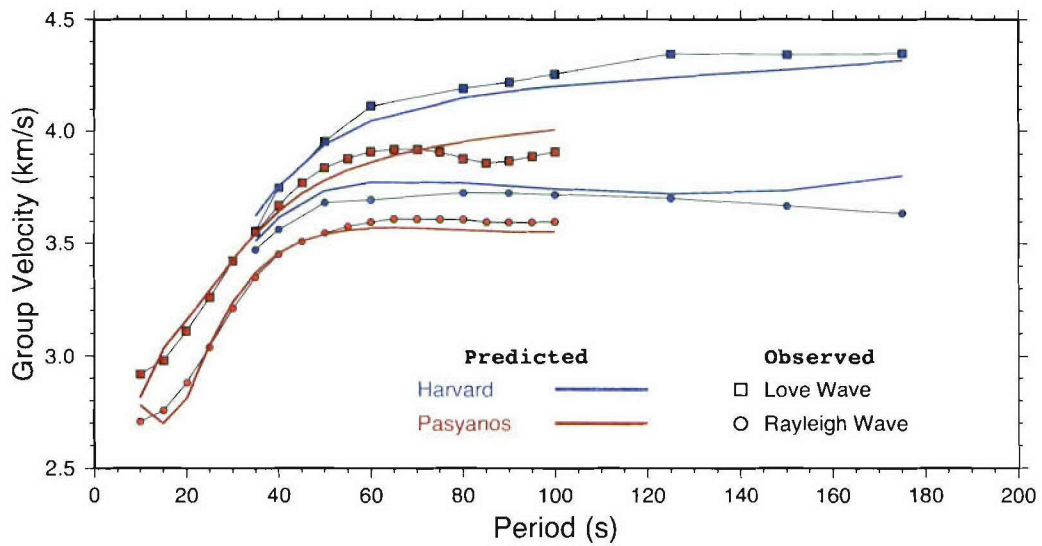 4.5
4.0
3.5
3.0
2.5
Group Velocity (km/s)
Predicted Observed
Harvard Love Wave
Pasyanos Rayleigh Wave
0 20 40 60 80 100 120 140 160 180 200
Period (s)